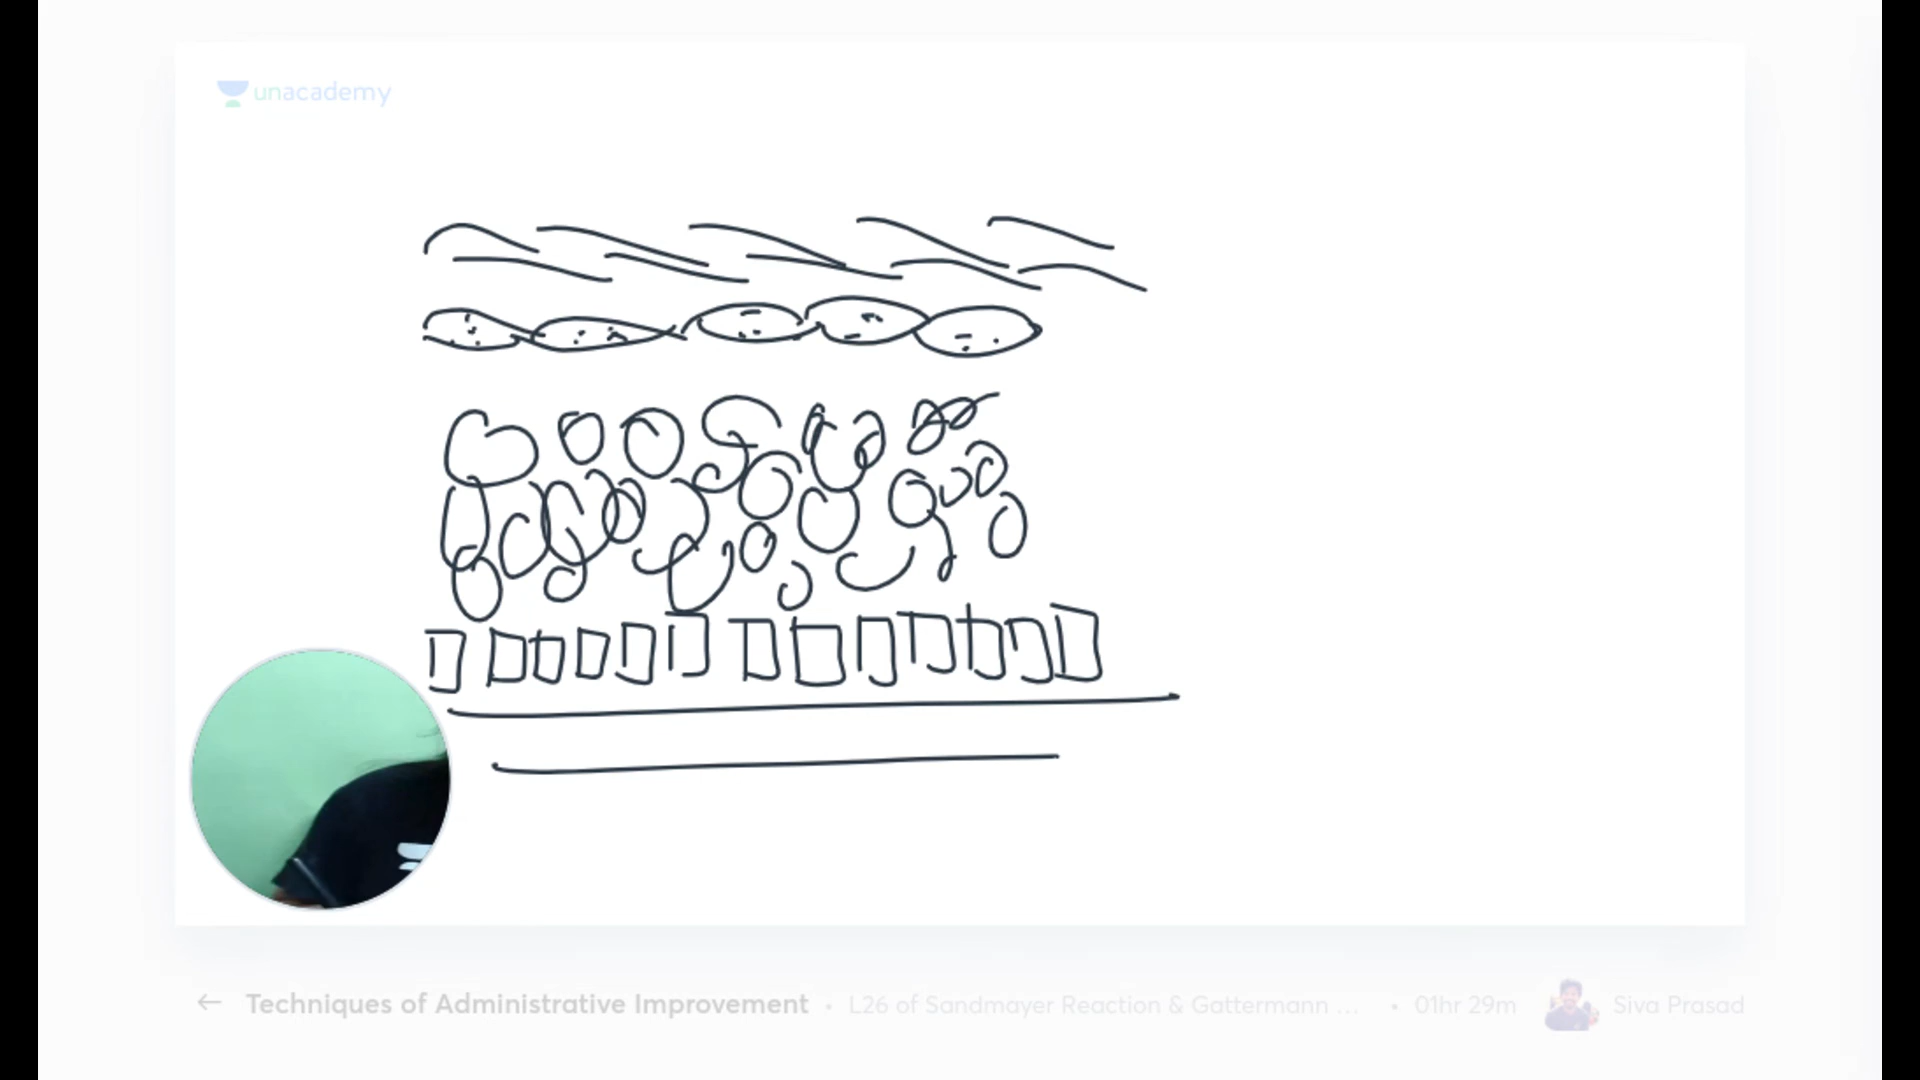 unacademy
Techniques of Administrative Improvement • L26 of Sandmayer Reaction & Gattermann ... • 01hr 29m Siva Prasad